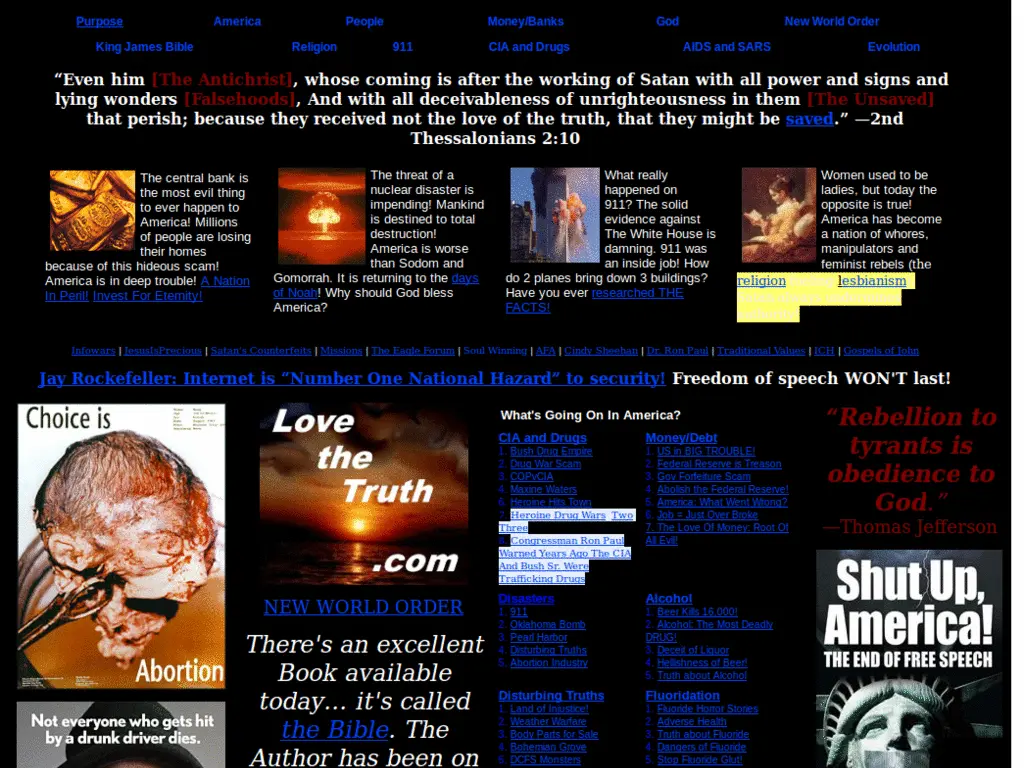 Purpose America People Money/Banks God New World Order
King James Bible Religion 911 CIA and Drugs AIDS and SARS Evolution
“Even him [The Antichrist], whose coming is after the working of Satan with all power and signs and
lying wonders [Falsehoods], And with all deceivableness of unrighteousness in them [The Unsaved]
that perish; because they received not the love of the truth, that they might be saved.” —2nd
Thessalonians 2:10
The central bank is
the most evil thing
to ever happen to
America! Millions
of people are losing
their homes
because of this hideous scam!
America is in deep trouble! A Nation
In Peril! Invest For Eternity!
The threat of a
nuclear disaster is
impending! Mankind
is destined to total
destruction!
America is worse
than Sodom and
Gomorrah. It is returning to the days
of Noah! Why should God bless
America?
What really
happened on
911? The solid
evidence against
The White House is
damning. 911 was
an inside job! How
do 2 planes bring down 3 buildings?
Have you ever researched THE
FACTS!
Women used to be
ladies, but today the
opposite is true!
America has become
a nation of whores,
manipulators and
feminist rebels (the
religion lesbianism
Infowars | JesusIsPrecious | Satan's Counterfeits | Missions | The Eagle Forum | Soul Winning | AFA | Cindy Sheehan | Dr. Ron Paul | Traditional Values | ICH | Gospels of John
Jay Rockefeller: Internet is “Number One National Hazard” to security! Freedom of speech WON'T last!
Choice is
Abortion
Not everyone who gets hit
by a drunk driver dies.
Love
the
Truth
.com
NEW WORLD ORDER
There's an excellent
Book available
today... it's called
the Bible. The
Author has been on
What's Going On In America?
CIA and Drugs
1. Bush Drug Empire
2. Drug War Scam
3. COPvCIA
4. Maxine Waters
6. Heroine Hits Town
7. Heroine Drug Wars Two
Three
8. Congressman Ron Paul
Warned Years Ago The CIA
And Bush Sr. Were
Trafficking Drugs
Money/Debt
1. US in BIG TROUBLE!
2. Federal Reserve is Treason
3. Gov Forfeiture Scam
4. Abolish the Federal Reserve!
5. America: What Went Wrong?
6. Job = Just Over Broke
7. The Love Of Money: Root Of
All Evil!
Disasters
1. 911
2. Oklahoma Bomb
3. Pearl Harbor
4. Disturbing Truths
5. Abortion Industry
Alcohol
1. Beer Kills 16,000!
2. Alcohol: The Most Deadly
DRUG!
3. Deceit of Liquor
4. Hellishness of Beer!
5. Truth about Alcohol
Disturbing Truths
1. Land of Injustice!
2. Weather Warfare
3. Body Parts for Sale
4. Bohemian Grove
5. DCFS Monsters
Fluoridation
1. Fluoride Horror Stories
2. Adverse Health
3. Truth about Fluoride
4. Dangers of Fluoride
5. Stop Fluoride Glut!
“Rebellion to
tyrants is
obedience to
God.”
—Thomas Jefferson
Shut Up,
America!
THE END OF FREE SPEECH